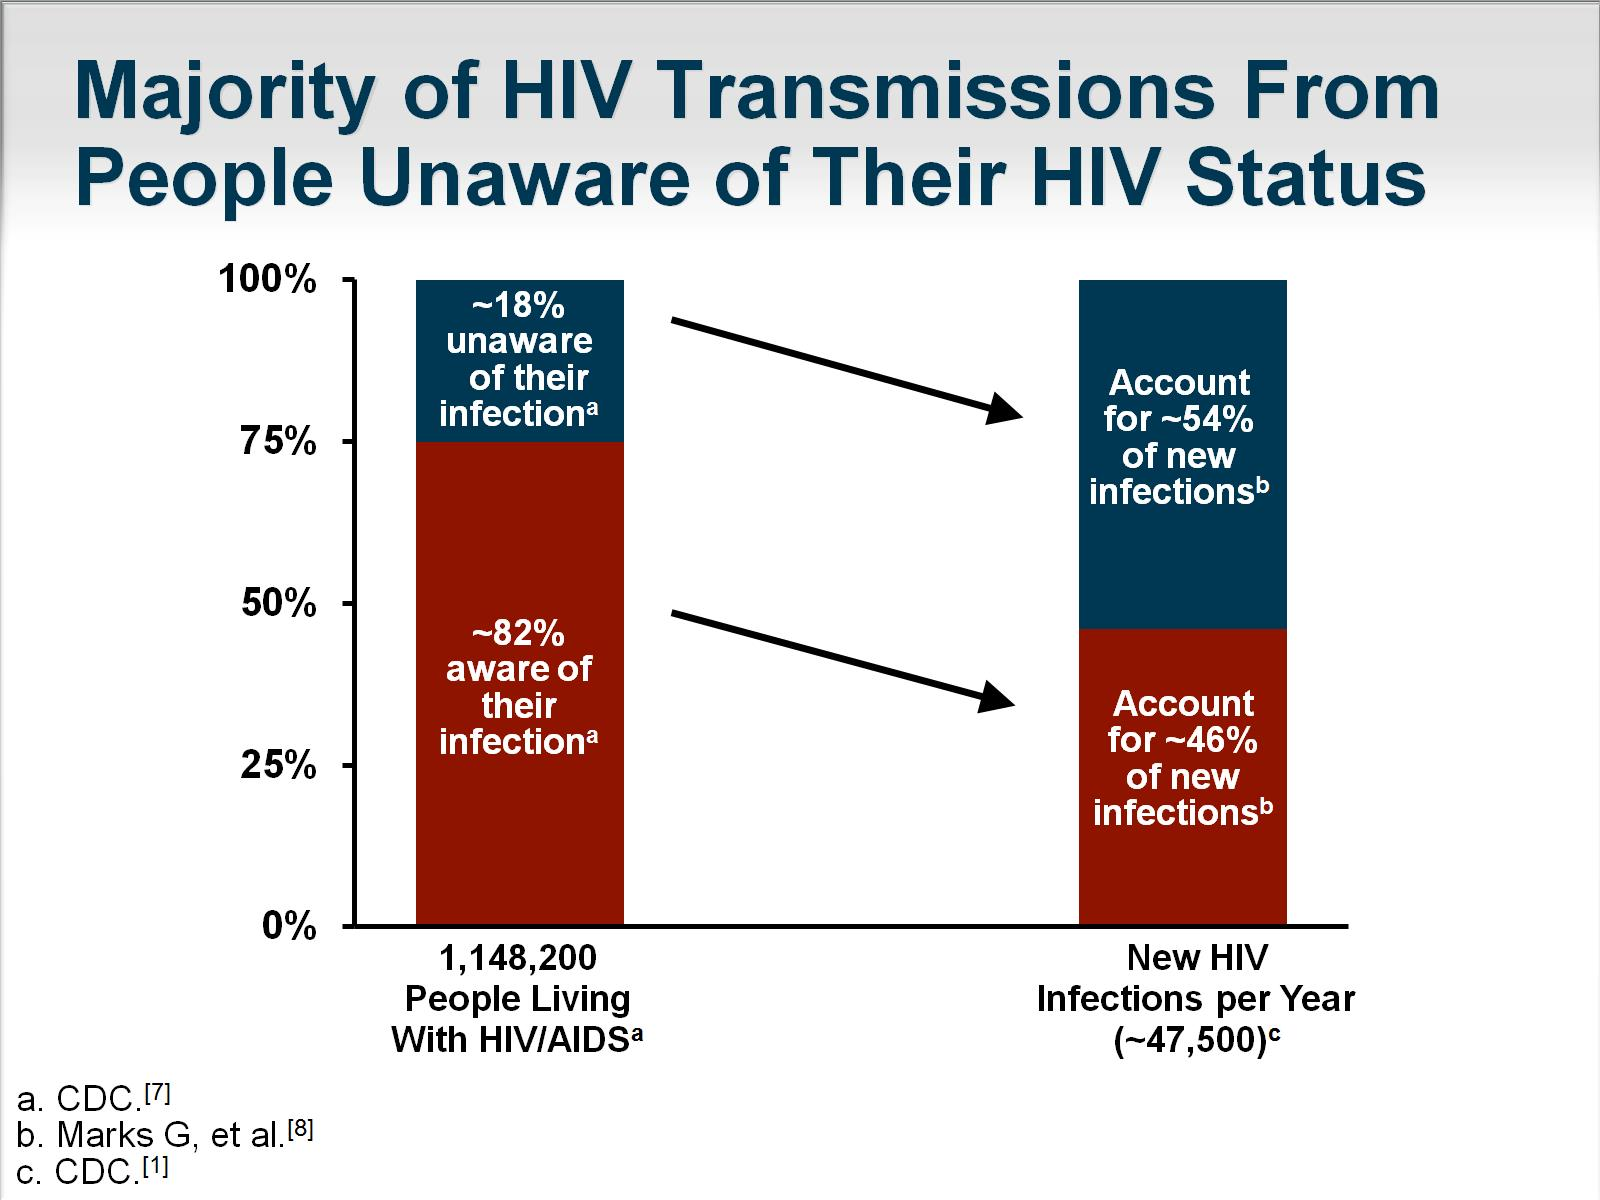 Majority of HIV Transmissions From
People Unaware of Their HIV Status
100%
75%
50%
25%
0%
~18%
unaware
of their
infectionᵃ
~82%
aware of
their
infectionᵃ
Account
for ~54%
of new
infectionsᵇ
Account
for ~46%
of new
infectionsᵇ
1,148,200
People Living
With HIV/AIDSᵃ
New HIV
Infections per Year
(~47,500)ᶜ
a. CDC.[7]
b. Marks G, et al.[8]
c. CDC.[1]